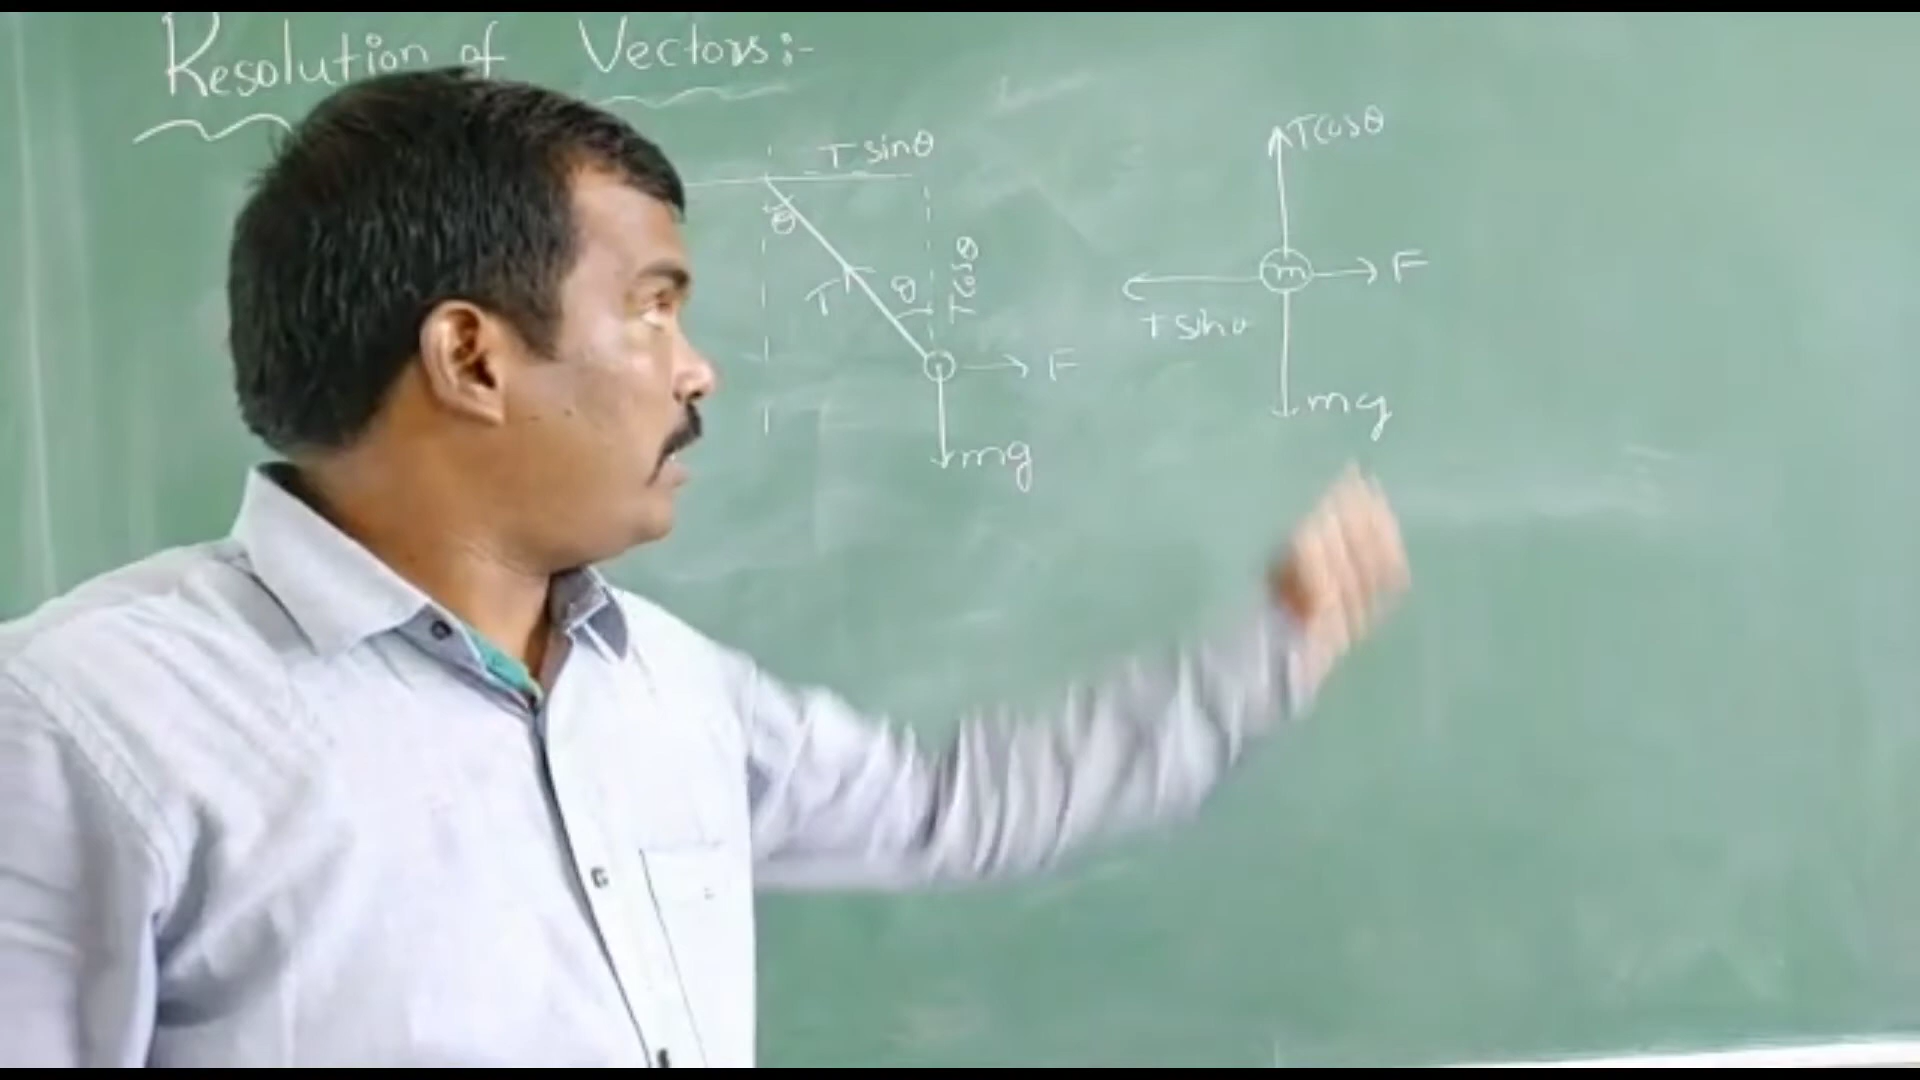 Resolution of Vectors:-
T sinθ
θ
T
θ
T cosθ
F
mg
T cosθ
m
F
T sinθ
mg